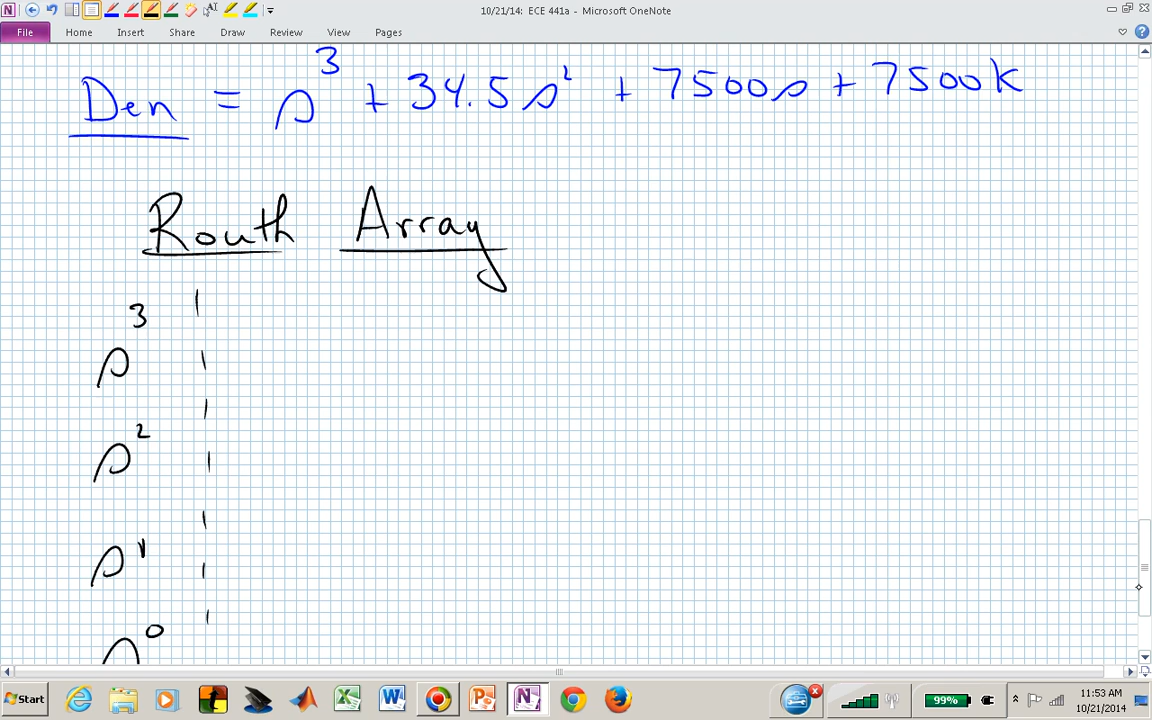 10/21/14: ECE 441a - Microsoft OneNote
File Home Insert Share Draw Review View Pages
Den = s³ + 34.5s² + 7500s + 7500k
Routh Array
s³
s²
s¹
s⁰
Start
99%
11:53 AM
10/21/2014